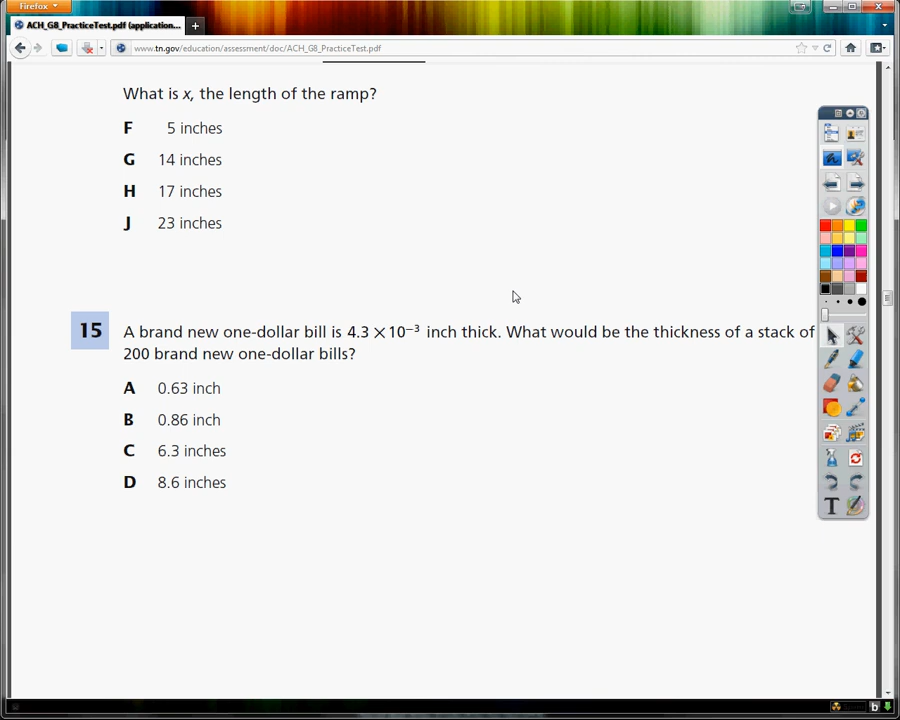 Firefox
ACH_G8_PracticeTest.pdf (application...
www.tn.gov/education/assessment/doc/ACH_G8_PracticeTest.pdf
What is x, the length of the ramp?
F 5 inches
G 14 inches
H 17 inches
J 23 inches
15 A brand new one-dollar bill is 4.3 × 10⁻³ inch thick. What would be the thickness of a stack of
200 brand new one-dollar bills?
A 0.63 inch
B 0.86 inch
C 6.3 inches
D 8.6 inches
T
b